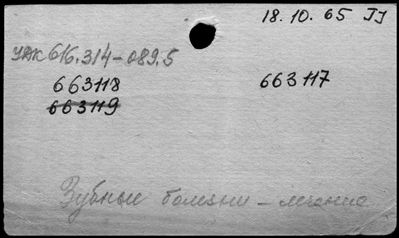 18.10.65 JJ
УДК 616.314-089.5
663118 663117
663119
Зубные болезни - лечение